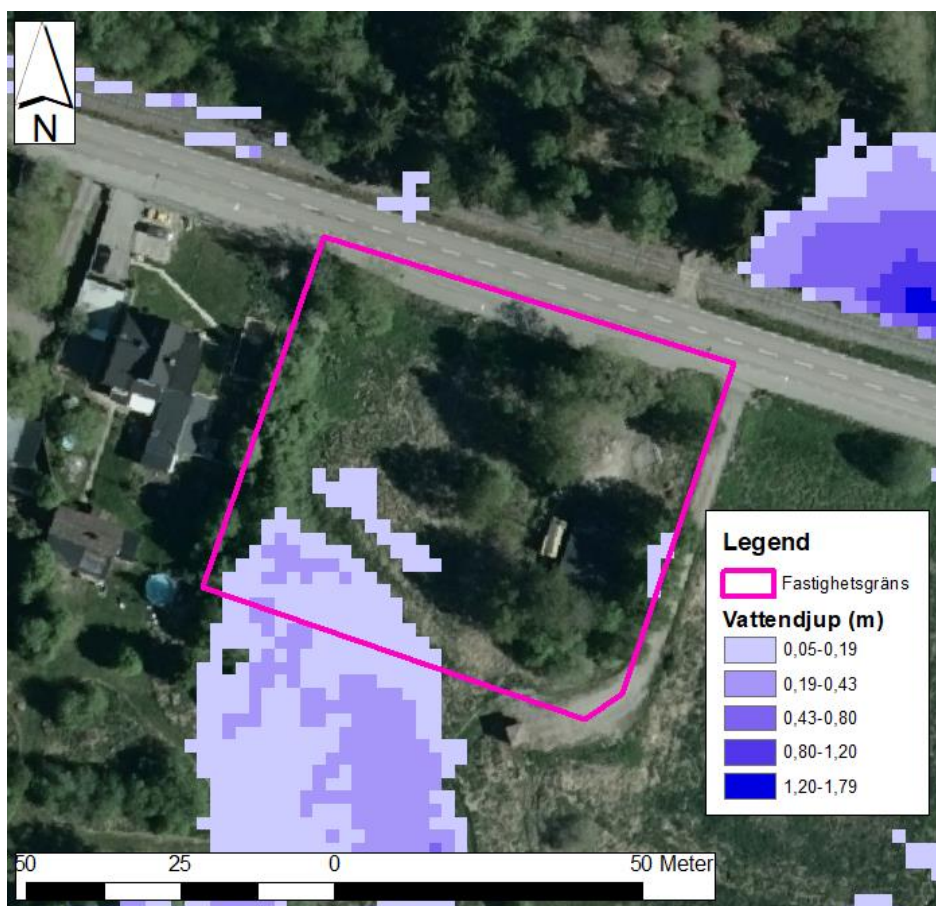 N
Legend
Fastighetsgräns
Vattendjup (m)
0,05-0,19
0,19-0,43
0,43-0,80
0,80-1,20
1,20-1,79
50 25 0 50 Meter